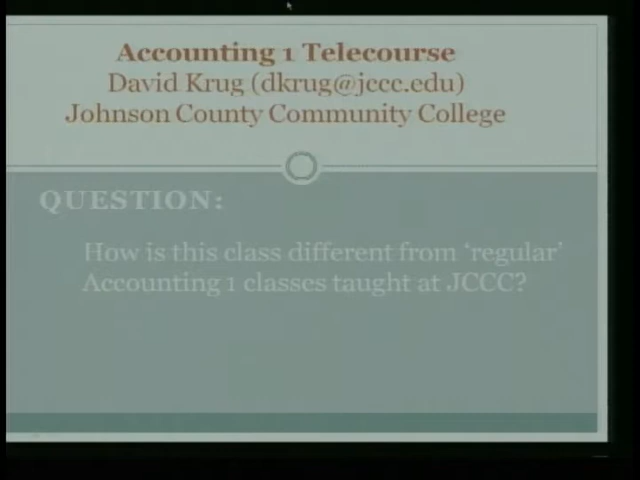 Accounting 1 Telecourse
David Krug (dkrug@jccc.edu)
Johnson County Community College
QUESTION:
How is this class different from ‘regular’
Accounting 1 classes taught at JCCC?